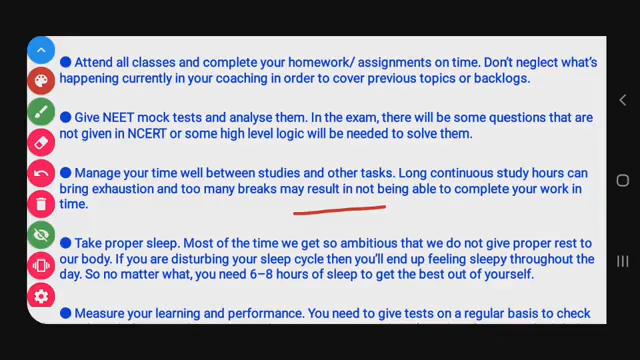 ● Attend all classes and complete your homework/ assignments on time. Don't neglect what's
happening currently in your coaching in order to cover previous topics or backlogs.
● Give NEET mock tests and analyse them. In the exam, there will be some questions that are
not given in NCERT or some high level logic will be needed to solve them.
● Manage your time well between studies and other tasks. Long continuous study hours can
bring exhaustion and too many breaks may result in not being able to complete your work in
time.
● Take proper sleep. Most of the time we get so ambitious that we do not give proper rest to
our body. If you are disturbing your sleep cycle then you'll end up feeling sleepy throughout the
day. So no matter what, you need 6–8 hours of sleep to get the best out of yourself.
● Measure your learning and performance. You need to give tests on a regular basis to check